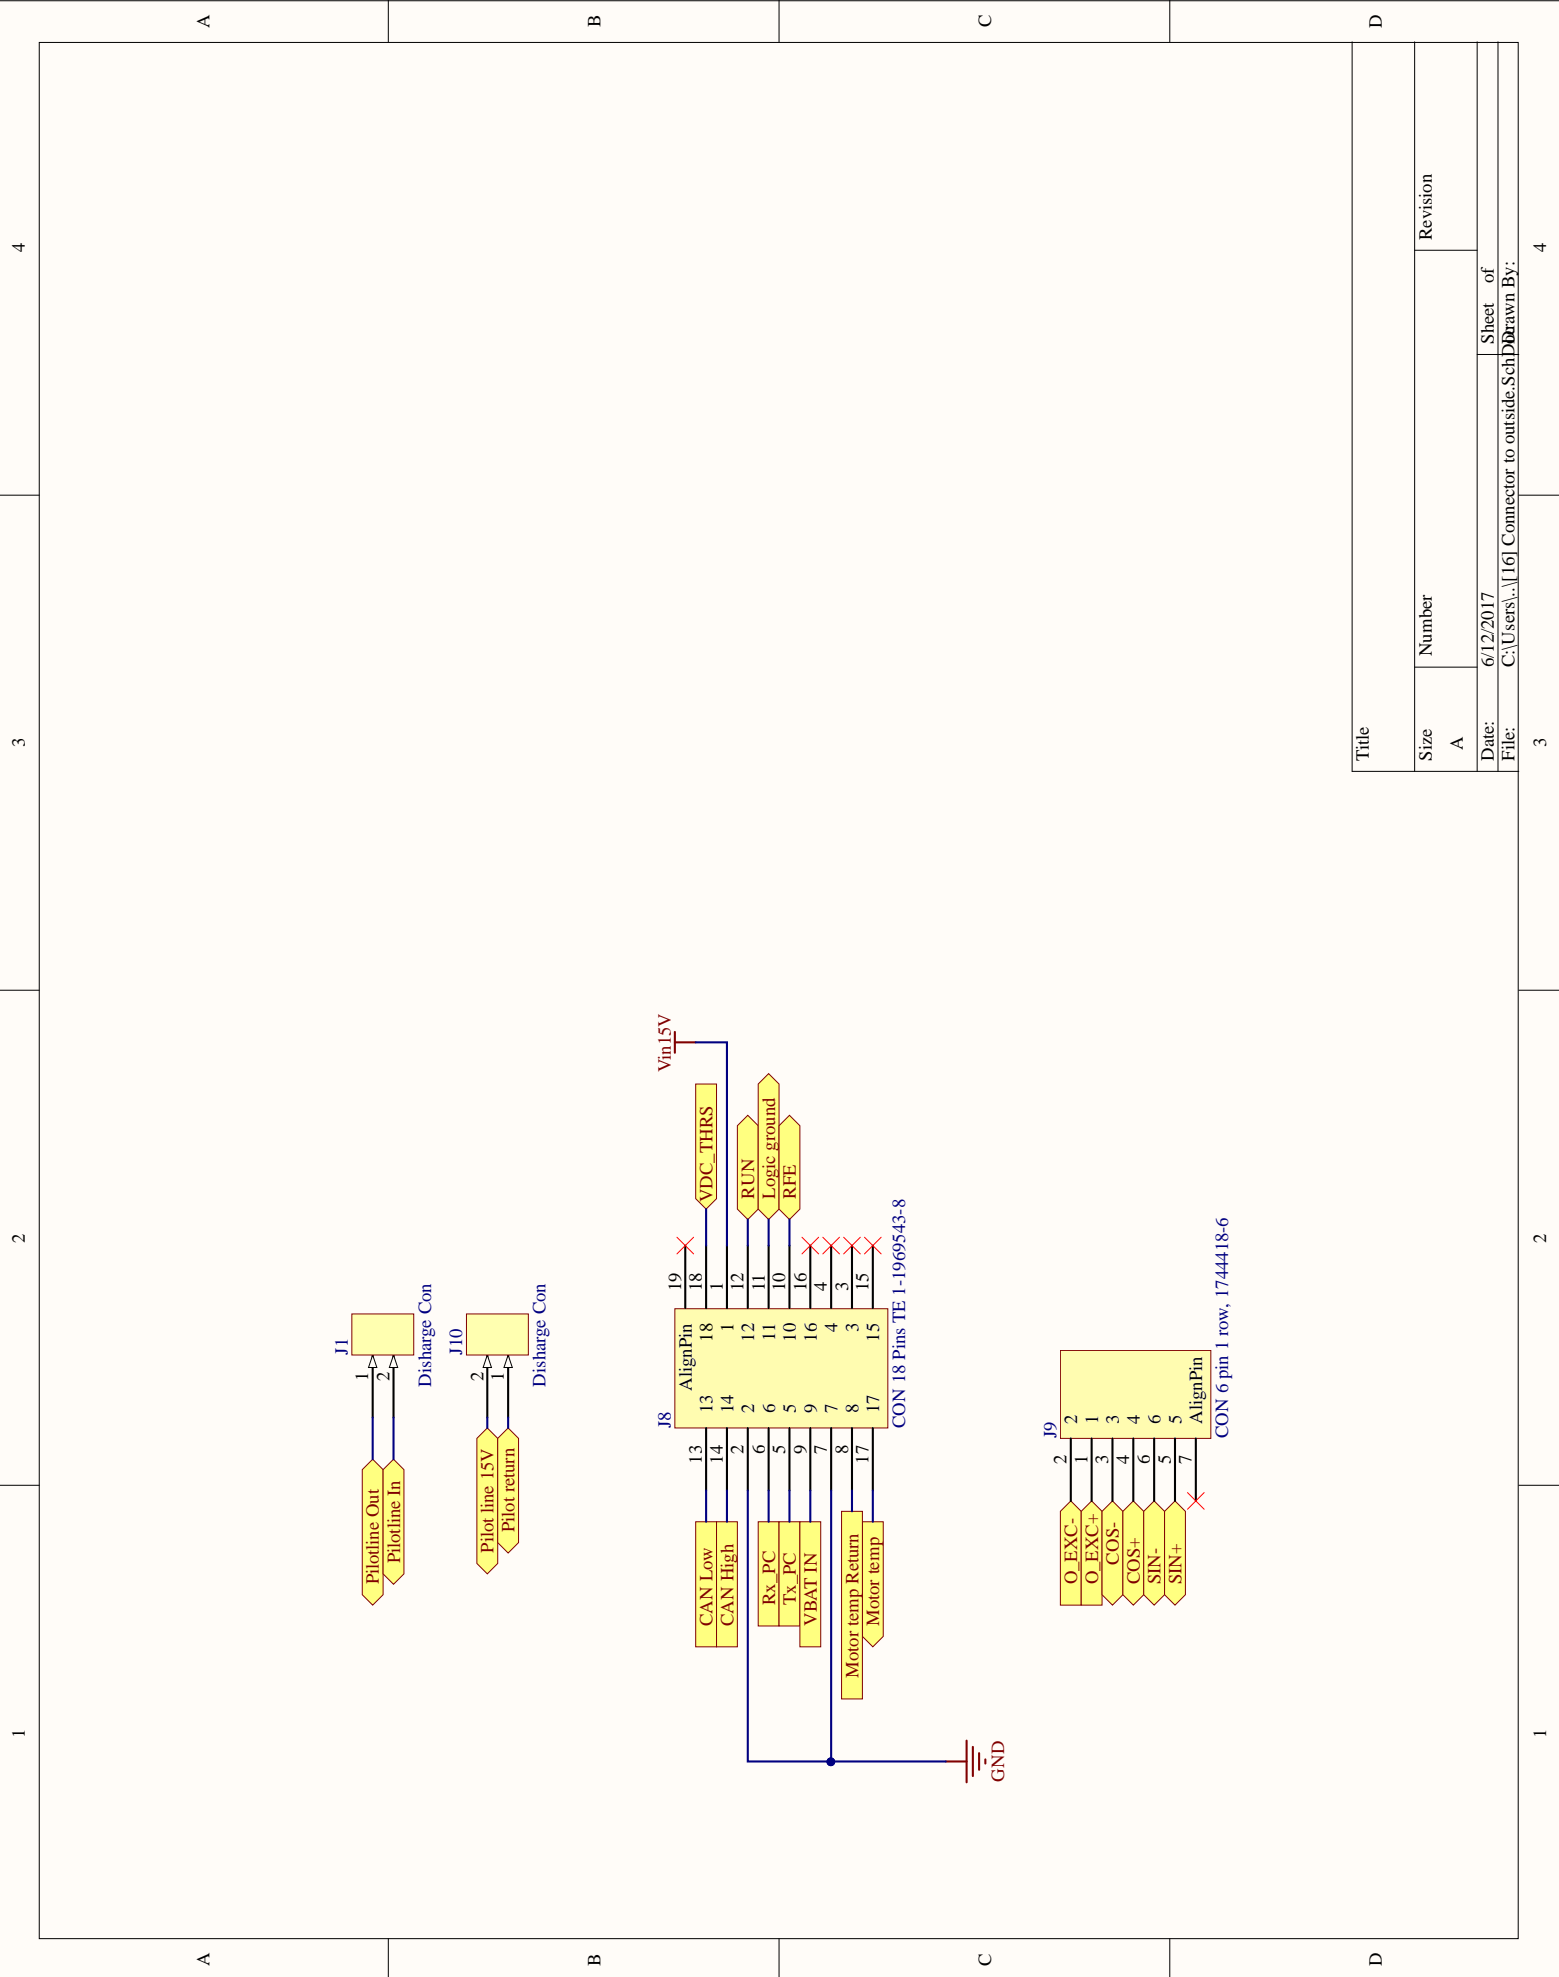 1
2
3
4
A
B
C
D
J1
1
2
Pilotline Out
Pilotline In
Disharge Con
J10
2
1
Pilot line 15V
Pilot return
Disharge Con
Vin15V
J8
AlignPin
19
CAN Low
13
13
18
18
VDC_THRS
CAN High
14
14
1
1
2
2
12
12
RUN
Rx_PC
6
6
11
11
Logic ground
Tx_PC
5
5
10
10
RFE
VBAT IN
9
9
16
16
7
7
4
4
Motor temp Return
8
8
3
3
Motor temp
17
17
15
15
CON 18 Pins TE 1-1969543-8
GND
J9
O_EXC-
2
2
O_EXC+
1
1
COS-
3
3
COS+
4
4
SIN-
6
6
SIN+
5
5
7
AlignPin
CON 6 pin 1 row, 1744418-6
Title
Size
Number
Revision
A
Date:
6/12/2017
Sheet of
File:
C:\Users\..\[16] Connector to outside.SchDoc
Drawn By:
1
2
3
4
A
B
C
D